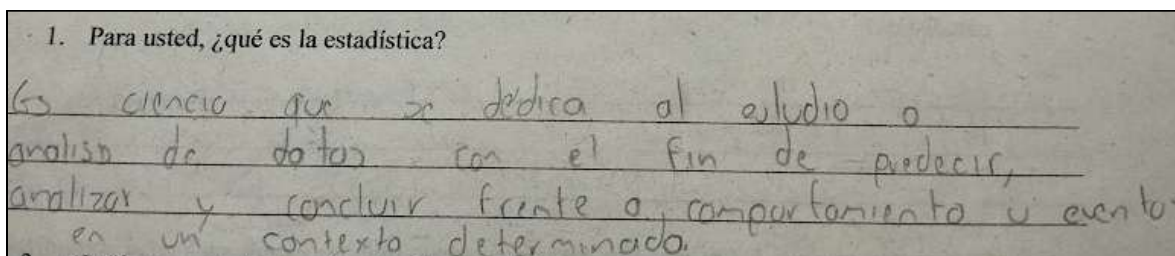 1. Para usted, ¿qué es la estadística?
Es ciencia que se dedica al estudio o
analisis de datos con el fin de predecir,
analizar y concluir frente a comportamiento u evento
en un contexto determinado.